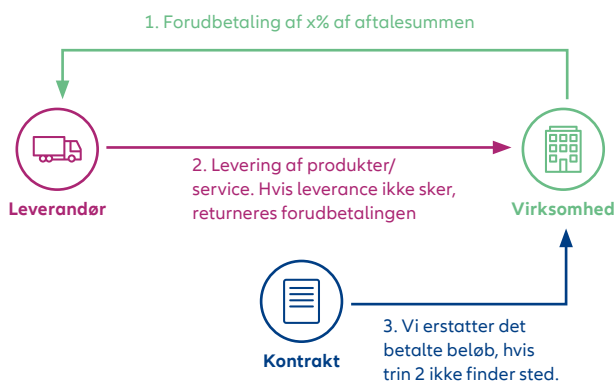 1. Forudbetaling af x% af aftalesummen
2. Levering af produkter/
service. Hvis leverance ikke sker,
returneres forudbetalingen
Leverandør
Virksomhed
3. Vi erstatter det
betalte beløb, hvis
trin 2 ikke finder sted.
Kontrakt